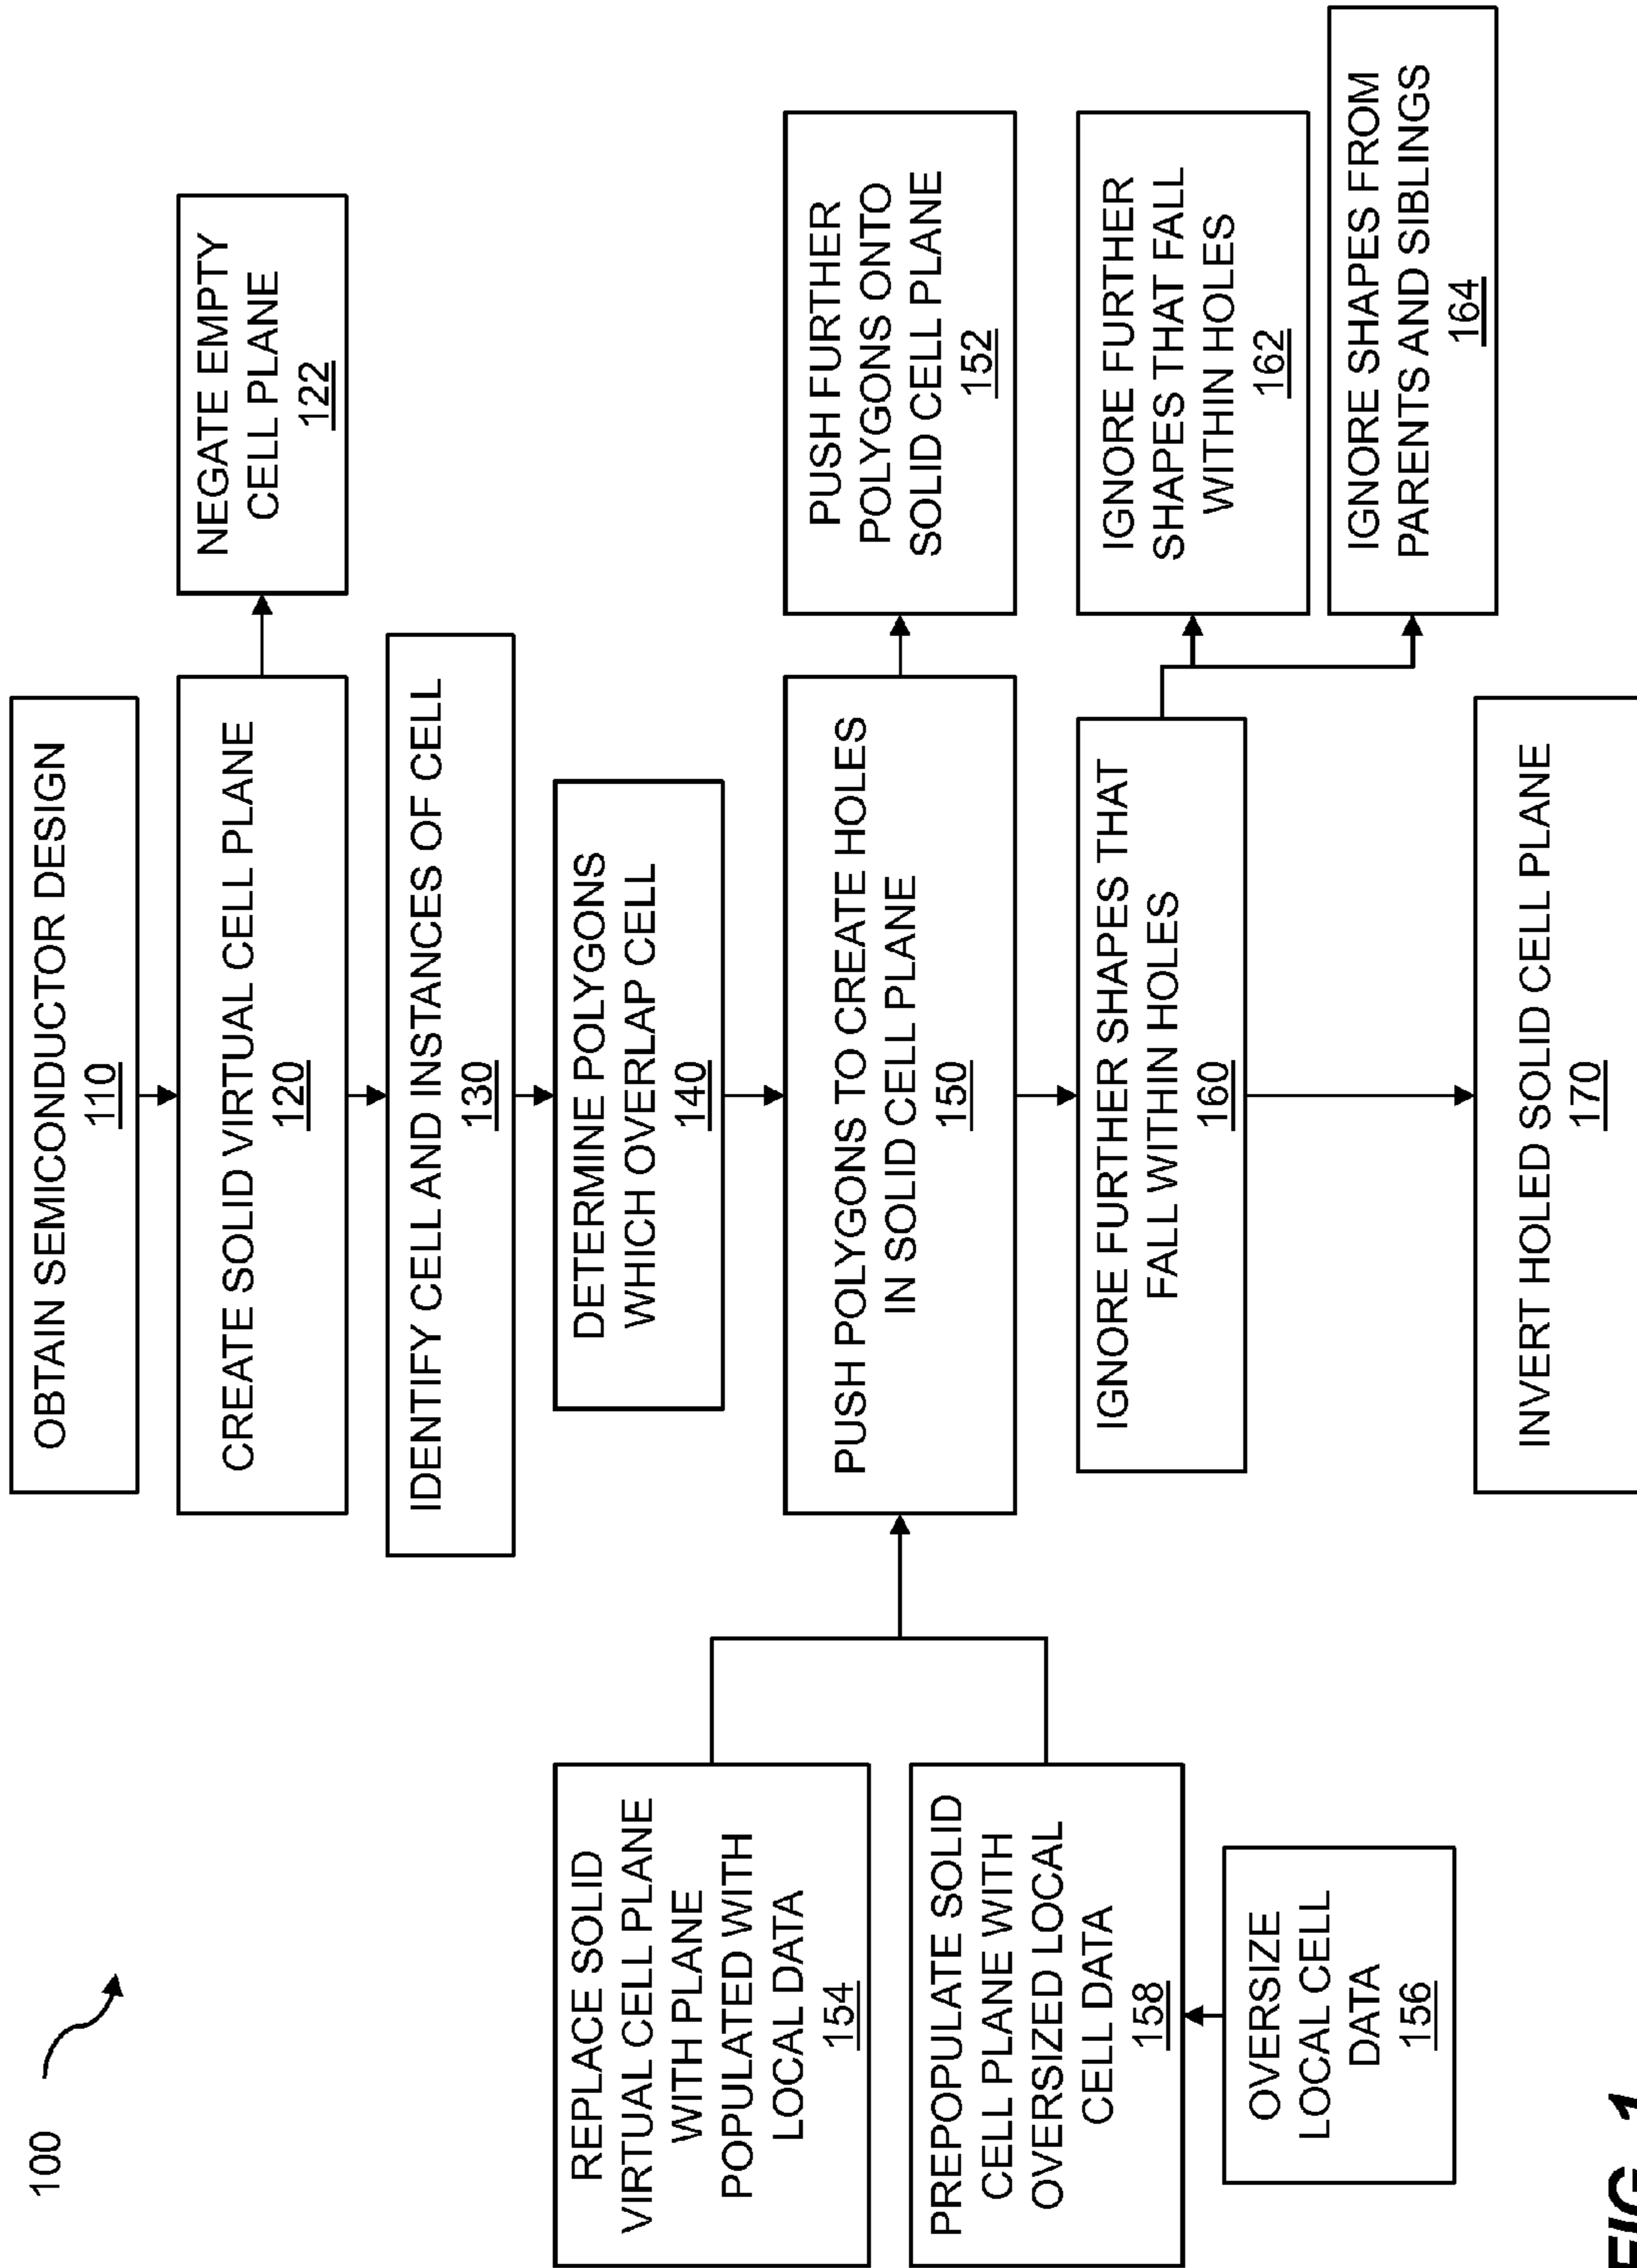 100
OBTAIN SEMICONDUCTOR DESIGN
110
CREATE SOLID VIRTUAL CELL PLANE
120
NEGATE EMPTY
CELL PLANE
122
IDENTIFY CELL AND INSTANCES OF CELL
130
DETERMINE POLYGONS
WHICH OVERLAP CELL
140
REPLACE SOLID
VIRTUAL CELL PLANE
WITH PLANE
POPULATED WITH
LOCAL DATA
154
PUSH POLYGONS TO CREATE HOLES
IN SOLID CELL PLANE
150
PUSH FURTHER
POLYGONS ONTO
SOLID CELL PLANE
152
PREPOPULATE SOLID
CELL PLANE WITH
OVERSIZED LOCAL
CELL DATA
158
IGNORE FURTHER SHAPES THAT
FALL WITHIN HOLES
160
IGNORE FURTHER
SHAPES THAT FALL
WITHIN HOLES
162
OVERSIZE
LOCAL CELL
DATA
156
IGNORE SHAPES FROM
PARENTS AND SIBLINGS
164
INVERT HOLED SOLID CELL PLANE
170
FIG. 1